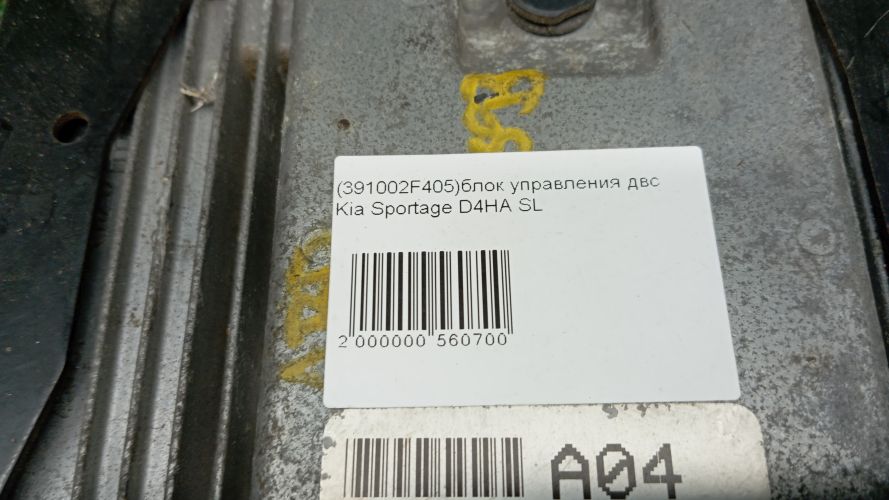 (391002F405)блок управления двс
Kia Sportage D4HA SL
2 000000 560700
A04